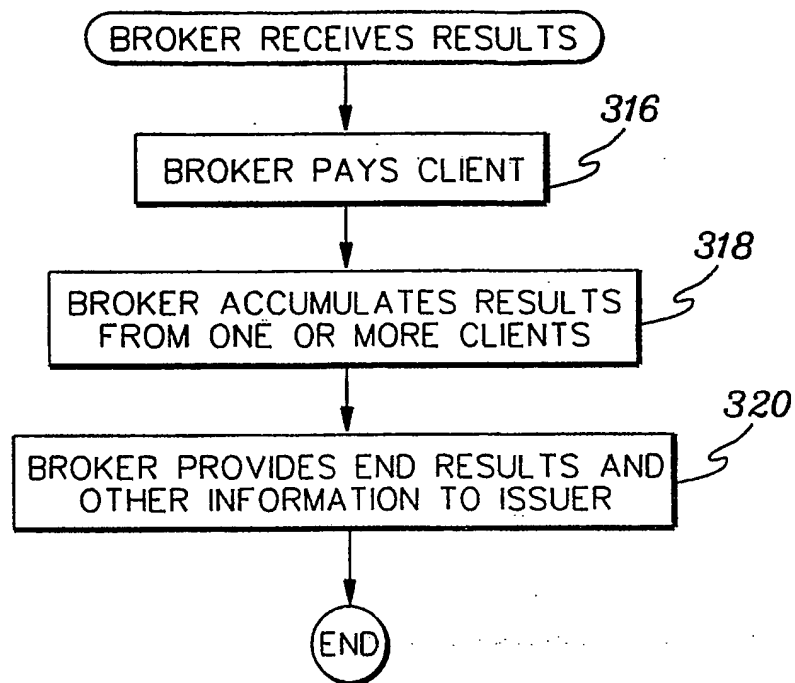 BROKER RECEIVES RESULTS
316
BROKER PAYS CLIENT
318
BROKER ACCUMULATES RESULTS
FROM ONE OR MORE CLIENTS
320
BROKER PROVIDES END RESULTS AND
OTHER INFORMATION TO ISSUER
END